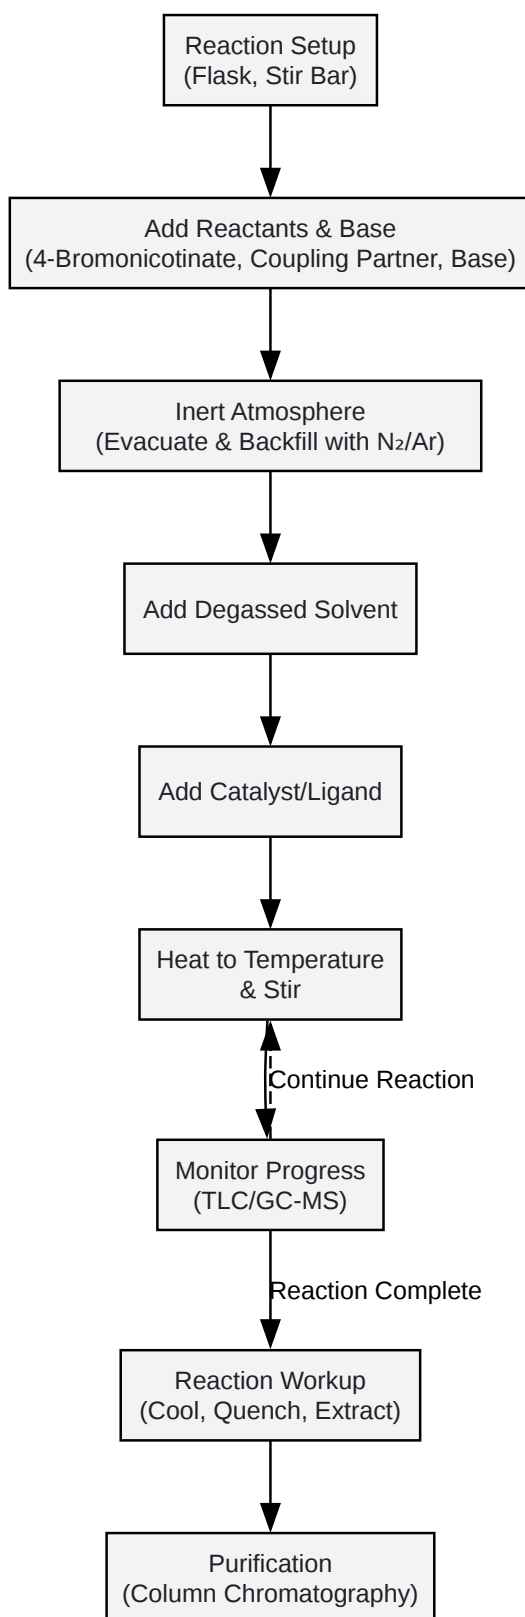 Reaction Setup
(Flask, Stir Bar)
Add Reactants & Base
(4-Bromonicotinate, Coupling Partner, Base)
Inert Atmosphere
(Evacuate & Backfill with N₂/Ar)
Add Degassed Solvent
Add Catalyst/Ligand
Heat to Temperature
& Stir
Continue Reaction
Monitor Progress
(TLC/GC-MS)
Reaction Complete
Reaction Workup
(Cool, Quench, Extract)
Purification
(Column Chromatography)